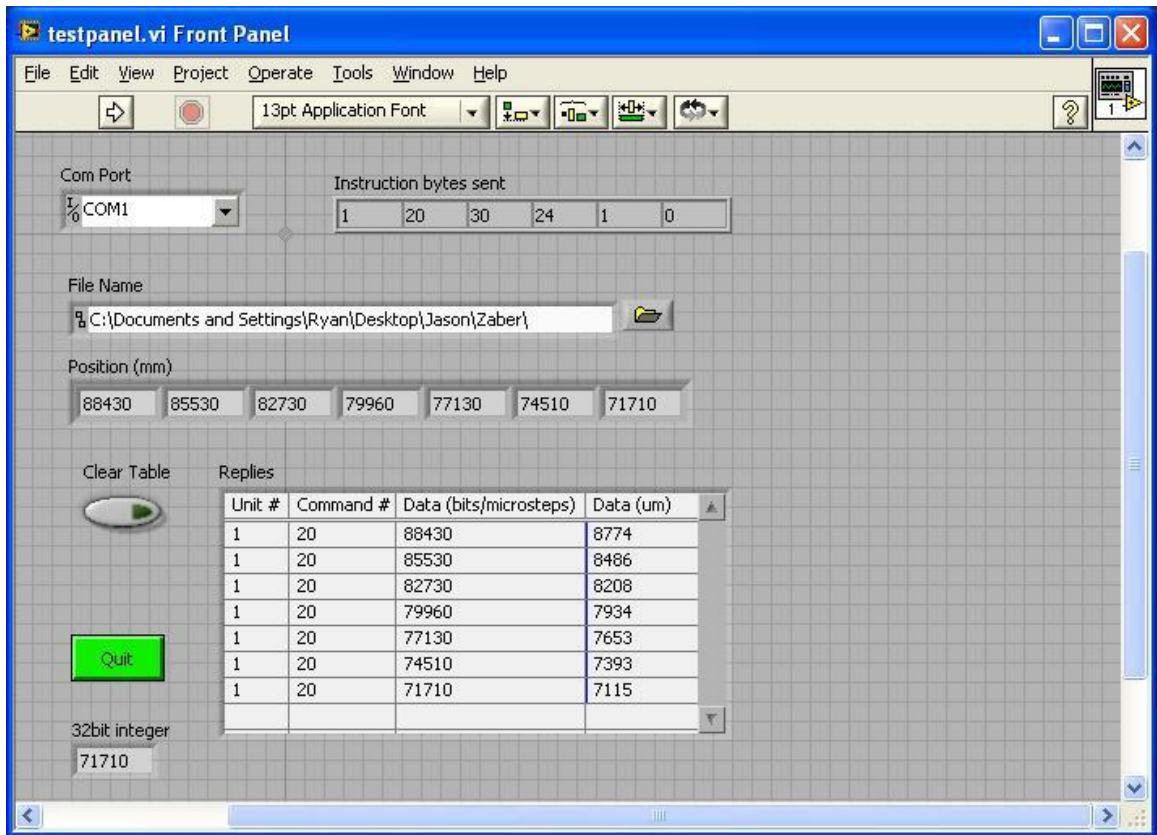 testpanel.vi Front Panel
File Edit View Project Operate Tools Window Help
13pt Application Font
1
Com Port
Instruction bytes sent
I/O COM1
1 20 30 24 1 0
File Name
C:\Documents and Settings\Ryan\Desktop\Jason\Zaber\
Position (mm)
88430 85530 82730 79960 77130 74510 71710
Clear Table Replies
Unit # Command # Data (bits/microsteps) Data (um)
1 20 88430 8774
1 20 85530 8486
1 20 82730 8208
1 20 79960 7934
1 20 77130 7653
1 20 74510 7393
1 20 71710 7115
Quit
32bit integer
71710